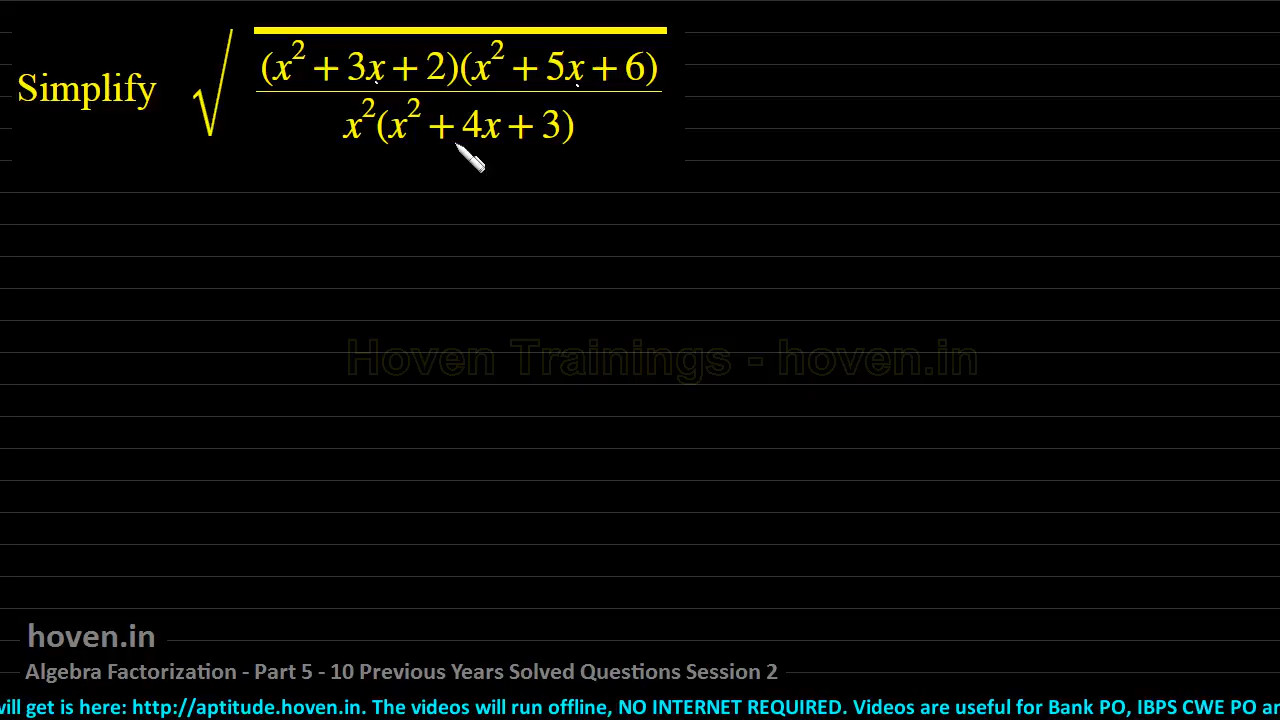 Simplify √ (x² + 3x + 2)(x² + 5x + 6)
x²(x² + 4x + 3)
Hoven Trainings - hoven.in
hoven.in
Algebra Factorization - Part 5 - 10 Previous Years Solved Questions Session 2
will get is here: http://aptitude.hoven.in. The videos will run offline, NO INTERNET REQUIRED. Videos are useful for Bank PO, IBPS CWE PO